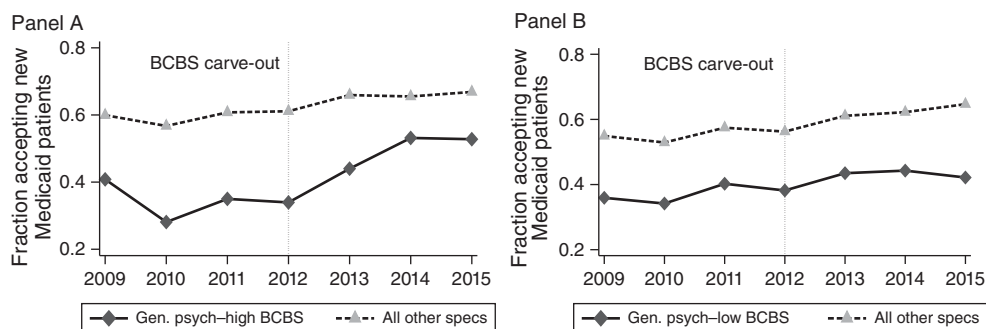 Panel A
Fraction accepting new
Medicaid patients
0.8
0.6
0.4
0.2
BCBS carve-out
2009 2010 2011 2012 2013 2014 2015
Gen. psych–high BCBS All other specs
Panel B
Fraction accepting new
Medicaid patients
0.8
0.6
0.4
0.2
BCBS carve-out
2009 2010 2011 2012 2013 2014 2015
Gen. psych–low BCBS All other specs